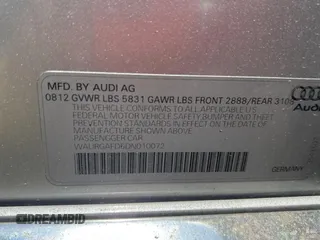 MFD. BY AUDI AG
0812 GVWR LBS 5831 GAWR LBS FRONT 2888/REAR 3108
THIS VEHICLE CONFORMS TO ALL APPLICABLE U.S.
FEDERAL MOTOR VEHICLE SAFETY, BUMPER AND THEFT
PREVENTION STANDARDS IN EFFECT ON THE DATE OF
MANUFACTURE SHOWN ABOVE.
PASSENGER CAR
GERMANY
Audi
DREAMBID